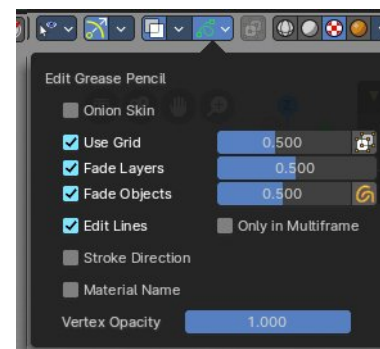 Edit Grease Pencil
Onion Skin
Use Grid 0.500
Fade Layers 0.500
Fade Objects 0.500
Edit Lines Only in Multiframe
Stroke Direction
Material Name
Vertex Opacity 1.000